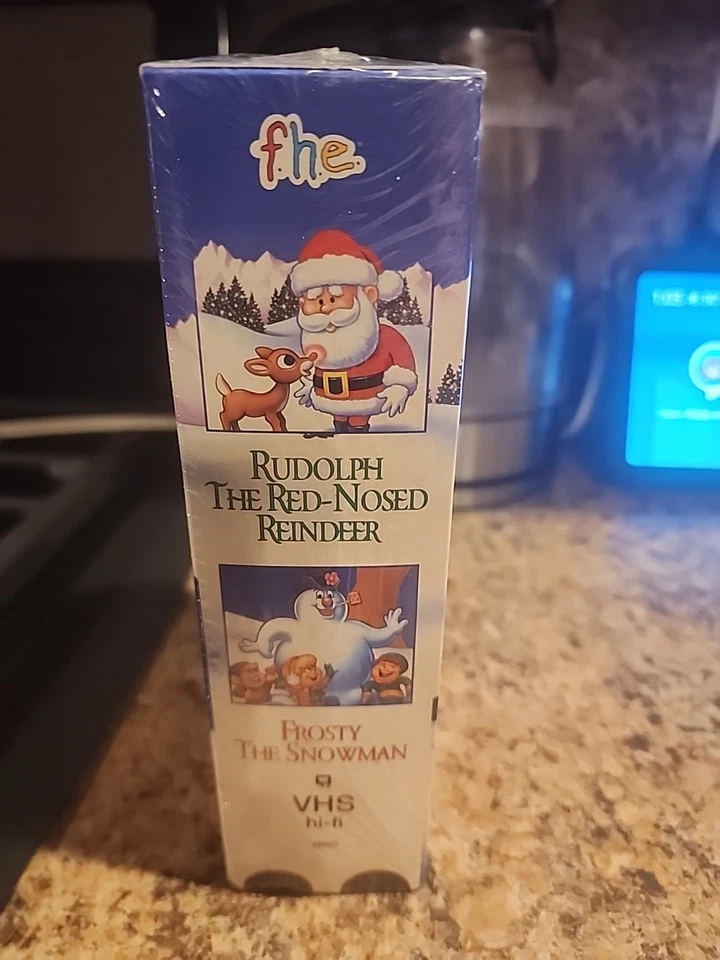 f.h.e.
RUDOLPH
THE RED-NOSED
REINDEER
FROSTY
THE SNOWMAN
VHS
hi-fi